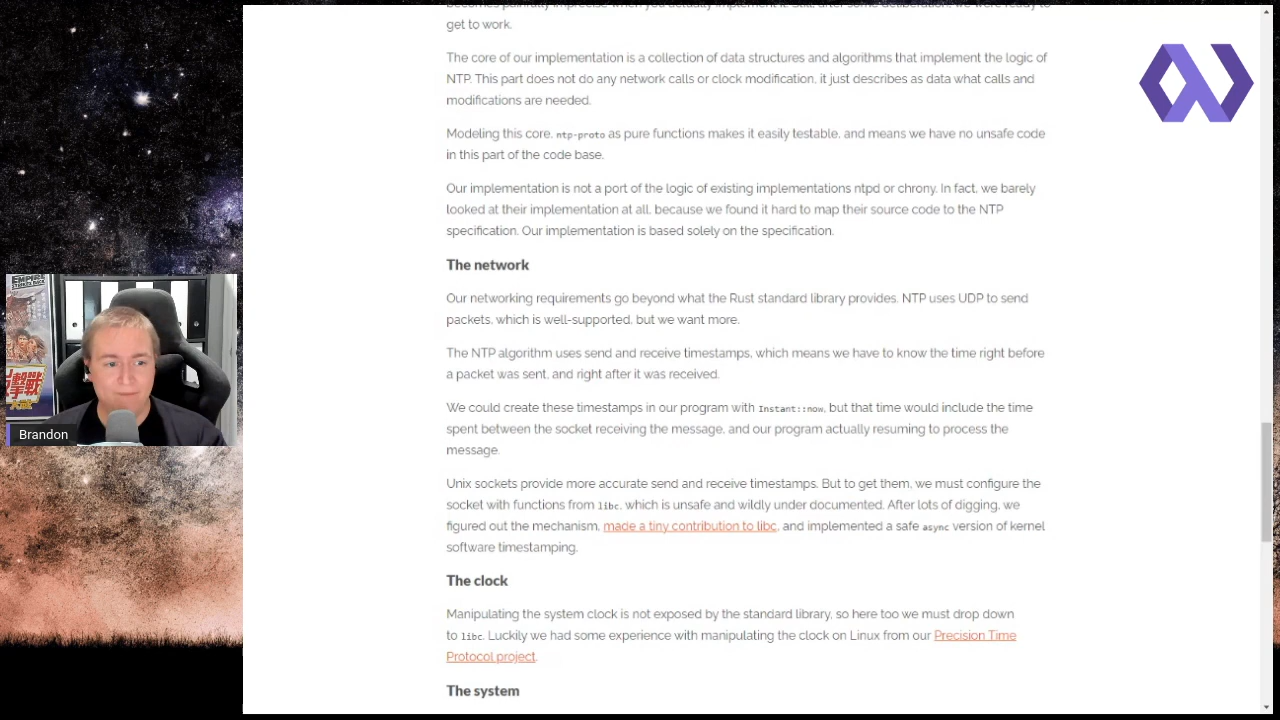 becomes painfully imprecise when you actually implement it. Still, after some deliberation, we were ready to
get to work.
The core of our implementation is a collection of data structures and algorithms that implement the logic of
NTP. This part does not do any network calls or clock modification, it just describes as data what calls and
modifications are needed.
Modeling this core, ntp-proto as pure functions makes it easily testable, and means we have no unsafe code
in this part of the code base.
Our implementation is not a port of the logic of existing implementations ntpd or chrony. In fact, we barely
looked at their implementation at all, because we found it hard to map their source code to the NTP
specification. Our implementation is based solely on the specification.
The network
Our networking requirements go beyond what the Rust standard library provides. NTP uses UDP to send
packets, which is well-supported, but we want more.
The NTP algorithm uses send and receive timestamps, which means we have to know the time right before
a packet was sent, and right after it was received.
We could create these timestamps in our program with Instant::now, but that time would include the time
spent between the socket receiving the message, and our program actually resuming to process the
message.
Unix sockets provide more accurate send and receive timestamps. But to get them, we must configure the
socket with functions from libc, which is unsafe and wildly under documented. After lots of digging, we
figured out the mechanism, made a tiny contribution to libc, and implemented a safe async version of kernel
software timestamping.
The clock
Manipulating the system clock is not exposed by the standard library, so here too we must drop down
to libc. Luckily we had some experience with manipulating the clock on Linux from our Precision Time
Protocol project.
The system
Brandon
EMPIRE
撃戦